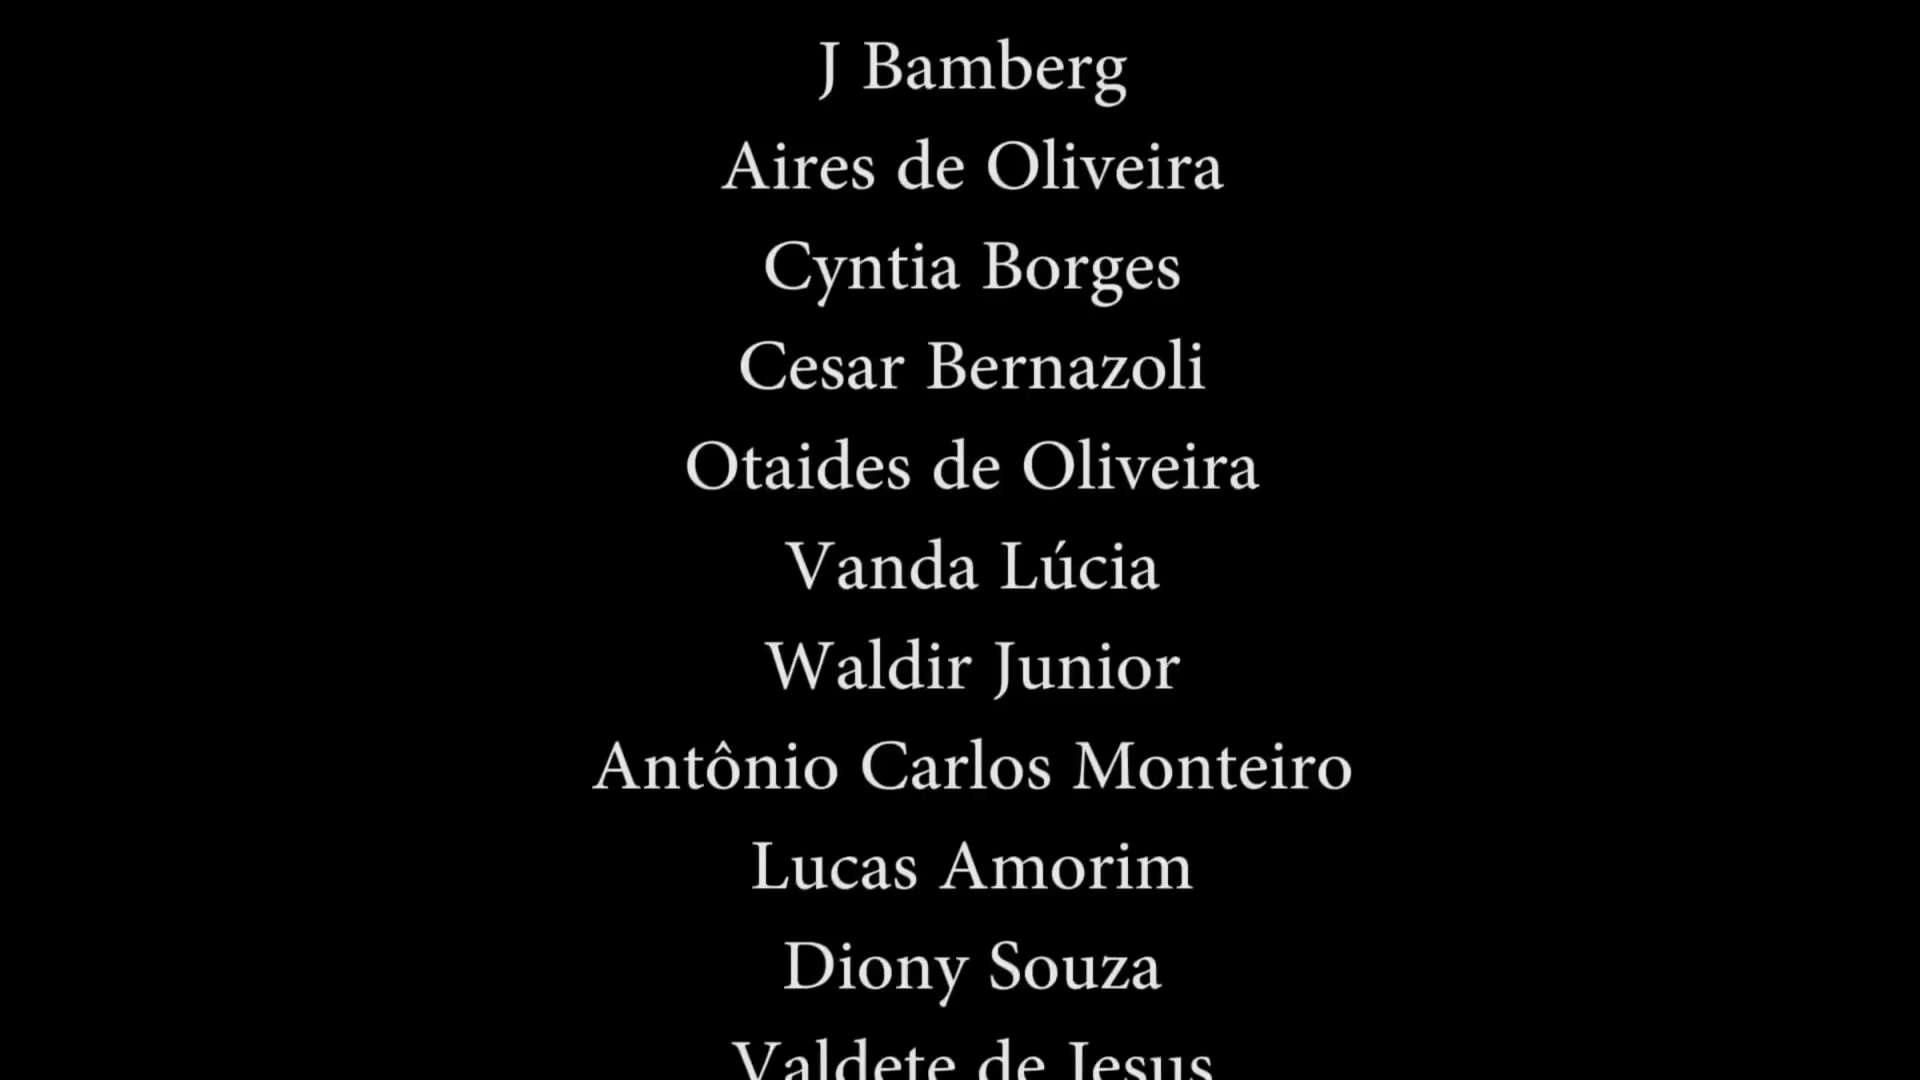 J Bamberg
Aires de Oliveira
Cyntia Borges
Cesar Bernazoli
Otaides de Oliveira
Vanda Lúcia
Waldir Junior
Antônio Carlos Monteiro
Lucas Amorim
Diony Souza
Valdete de Jesus